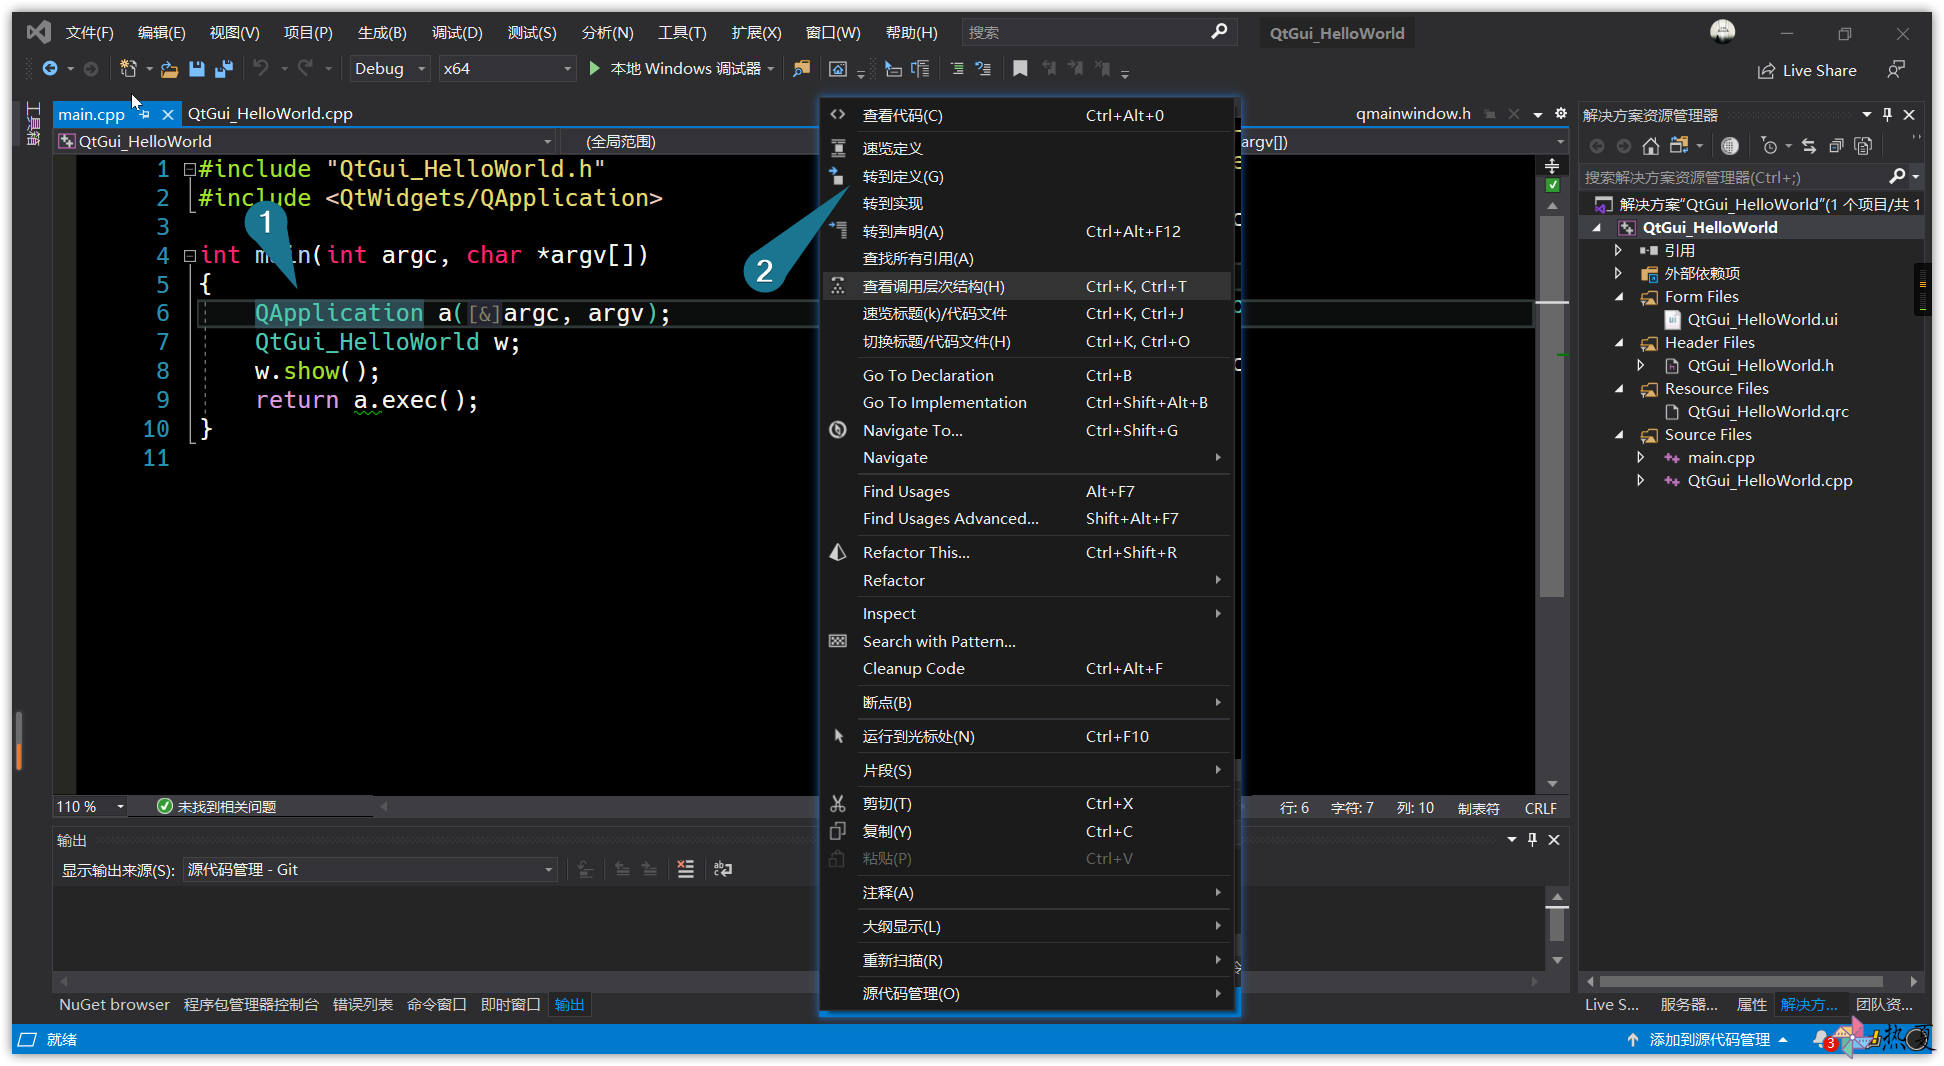 文件(F) 编辑(E) 视图(V) 项目(P) 生成(B) 调试(D) 测试(S) 分析(N) 工具(T) 扩展(X) 窗口(W) 帮助(H) 搜索 QtGui_HelloWorld
Debug x64 本地 Windows 调试器 Live Share
工具箱
main.cpp QtGui_HelloWorld.cpp qmainwindow.h
QtGui_HelloWorld (全局范围) argv[])
1 #include "QtGui_HelloWorld.h"
2 #include <QtWidgets/QApplication>
3
4 int main(int argc, char *argv[])
5 {
6 QApplication a([&]argc, argv);
7 QtGui_HelloWorld w;
8 w.show();
9 return a.exec();
10 }
11
1
2
查看代码(C) Ctrl+Alt+0
速览定义
转到定义(G)
转到实现
转到声明(A) Ctrl+Alt+F12
查找所有引用(A)
查看调用层次结构(H) Ctrl+K, Ctrl+T
速览标题(k)/代码文件 Ctrl+K, Ctrl+J
切换标题/代码文件(H) Ctrl+K, Ctrl+O
Go To Declaration Ctrl+B
Go To Implementation Ctrl+Shift+Alt+B
Navigate To... Ctrl+Shift+G
Navigate
Find Usages Alt+F7
Find Usages Advanced... Shift+Alt+F7
Refactor This... Ctrl+Shift+R
Refactor
Inspect
Search with Pattern...
Cleanup Code Ctrl+Alt+F
断点(B)
运行到光标处(N) Ctrl+F10
片段(S)
剪切(T) Ctrl+X
复制(Y) Ctrl+C
粘贴(P) Ctrl+V
注释(A)
大纲显示(L)
重新扫描(R)
源代码管理(O)
解决方案资源管理器
搜索解决方案资源管理器(Ctrl+;)
解决方案"QtGui_HelloWorld"(1 个项目/共 1
QtGui_HelloWorld
引用
外部依赖项
Form Files
QtGui_HelloWorld.ui
Header Files
QtGui_HelloWorld.h
Resource Files
QtGui_HelloWorld.qrc
Source Files
main.cpp
QtGui_HelloWorld.cpp
110 % 未找到相关问题 行: 6 字符: 7 列: 10 制表符 CRLF
输出
显示输出来源(S): 源代码管理 - Git
NuGet browser 程序包管理器控制台 错误列表 命令窗口 即时窗口 输出
Live S... 服务器... 属性 解决方... 团队资...
就绪 添加到源代码管理 3 热夏